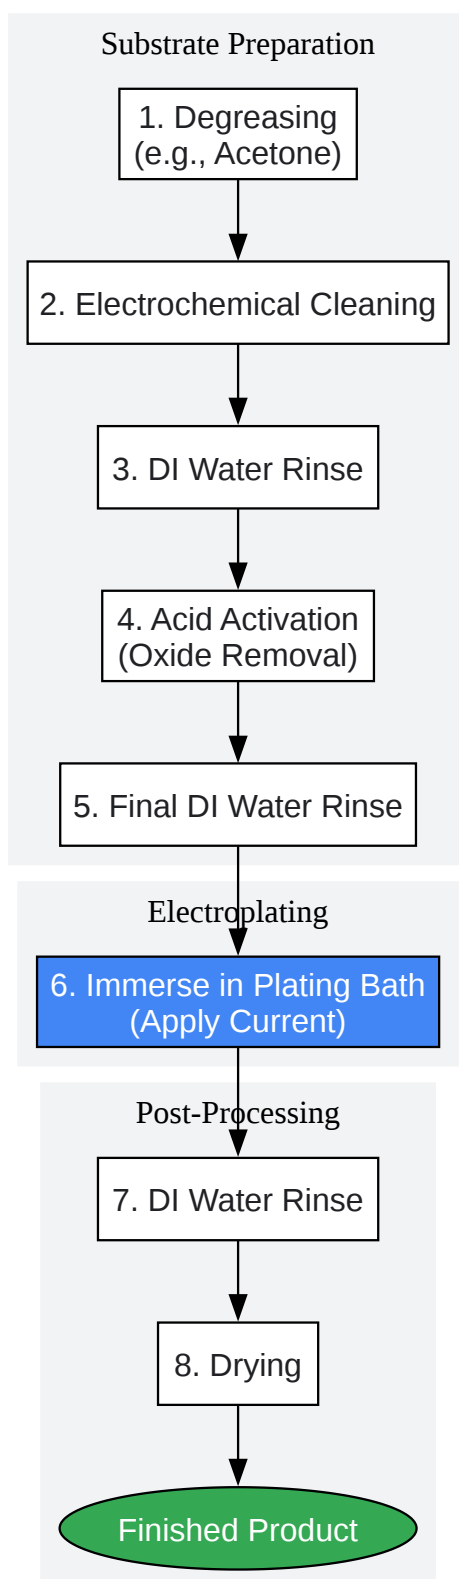 Substrate Preparation
1. Degreasing
(e.g., Acetone)
2. Electrochemical Cleaning
3. DI Water Rinse
4. Acid Activation
(Oxide Removal)
5. Final DI Water Rinse
Electroplating
6. Immerse in Plating Bath
(Apply Current)
Post-Processing
7. DI Water Rinse
8. Drying
Finished Product